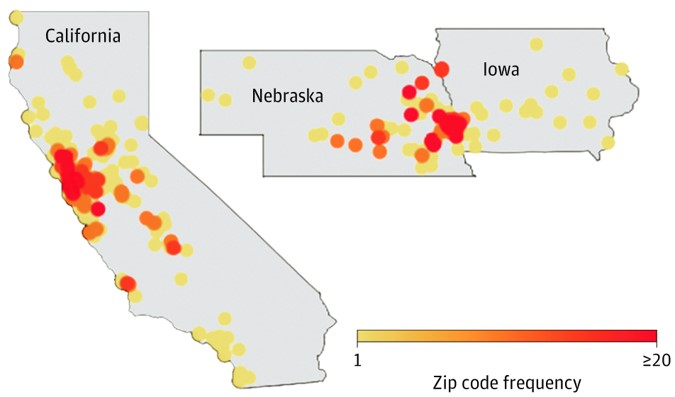 California
Nebraska
Iowa
1
≥20
Zip code frequency